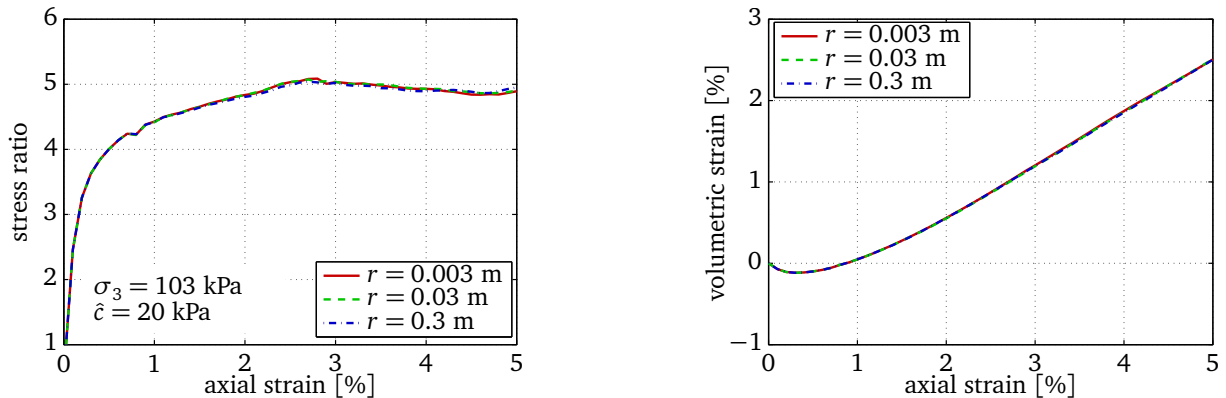 stress ratio
6
5
4
3
2
1
0
1
2
3
4
5
axial strain [%]
σ₃ = 103 kPa
ĉ = 20 kPa
r = 0.003 m
r = 0.03 m
r = 0.3 m
volumetric strain [%]
3
2
1
0
−1
0
1
2
3
4
5
axial strain [%]
r = 0.003 m
r = 0.03 m
r = 0.3 m